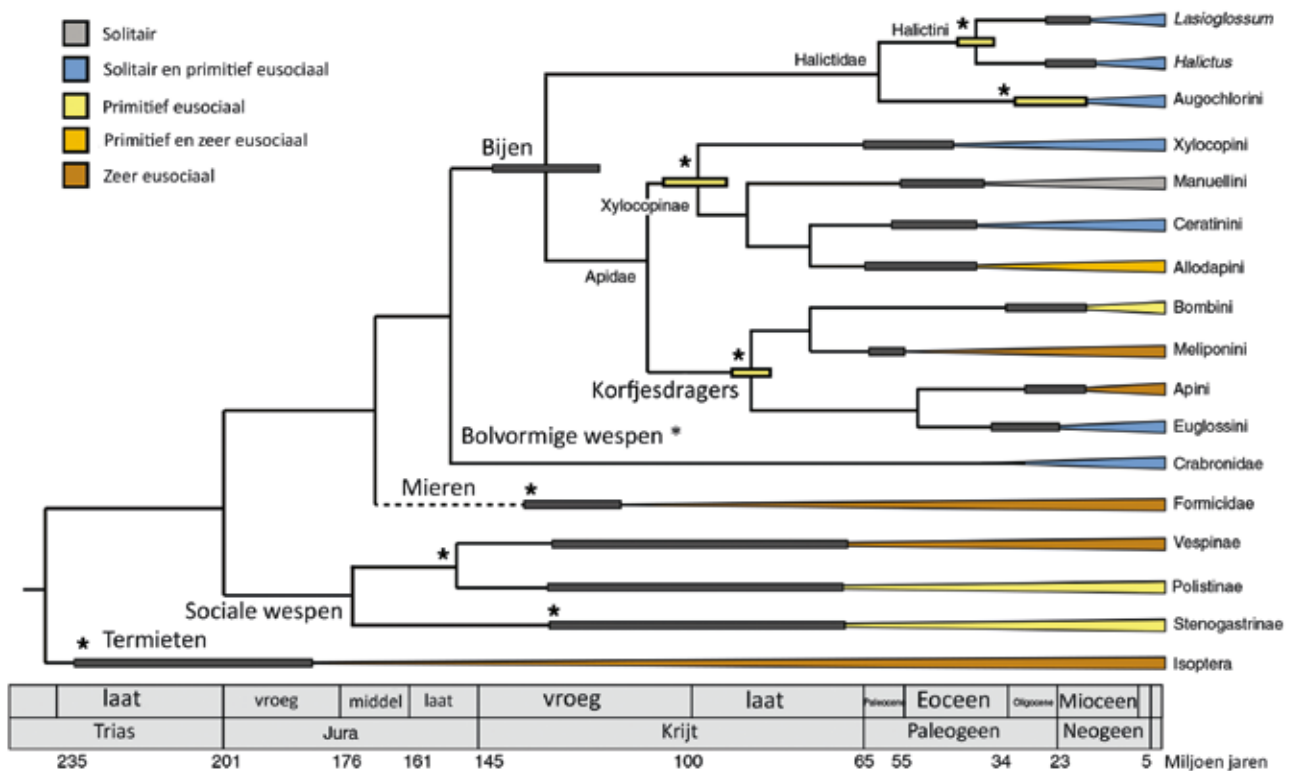 Solitair
Solitair en primitief eusociaal
Primitief eusociaal
Primitief en zeer eusociaal
Zeer eusociaal
* Lasioglossum
Halictini
Halictidae
Halictus
* Augochlorini
Bijen
Xylocopini
*
Manuellini
Xylocopinae
Ceratinini
Apidae
Allodapini
Bombini
* Meliponini
Korfjesdragers
Apini
Euglossini
Bolvormige wespen *
Crabronidae
Mieren
* Formicidae
Vespinae
*
Polistinae
Sociale wespen
* Stenogastrinae
* Termieten
Isoptera
laat vroeg middel laat vroeg laat Paleocene Eoceen Oligocene Mioceen
Trias Jura Krijt Paleogeen Neogeen
235 201 176 161 145 100 65 55 34 23 5 Miljoen jaren